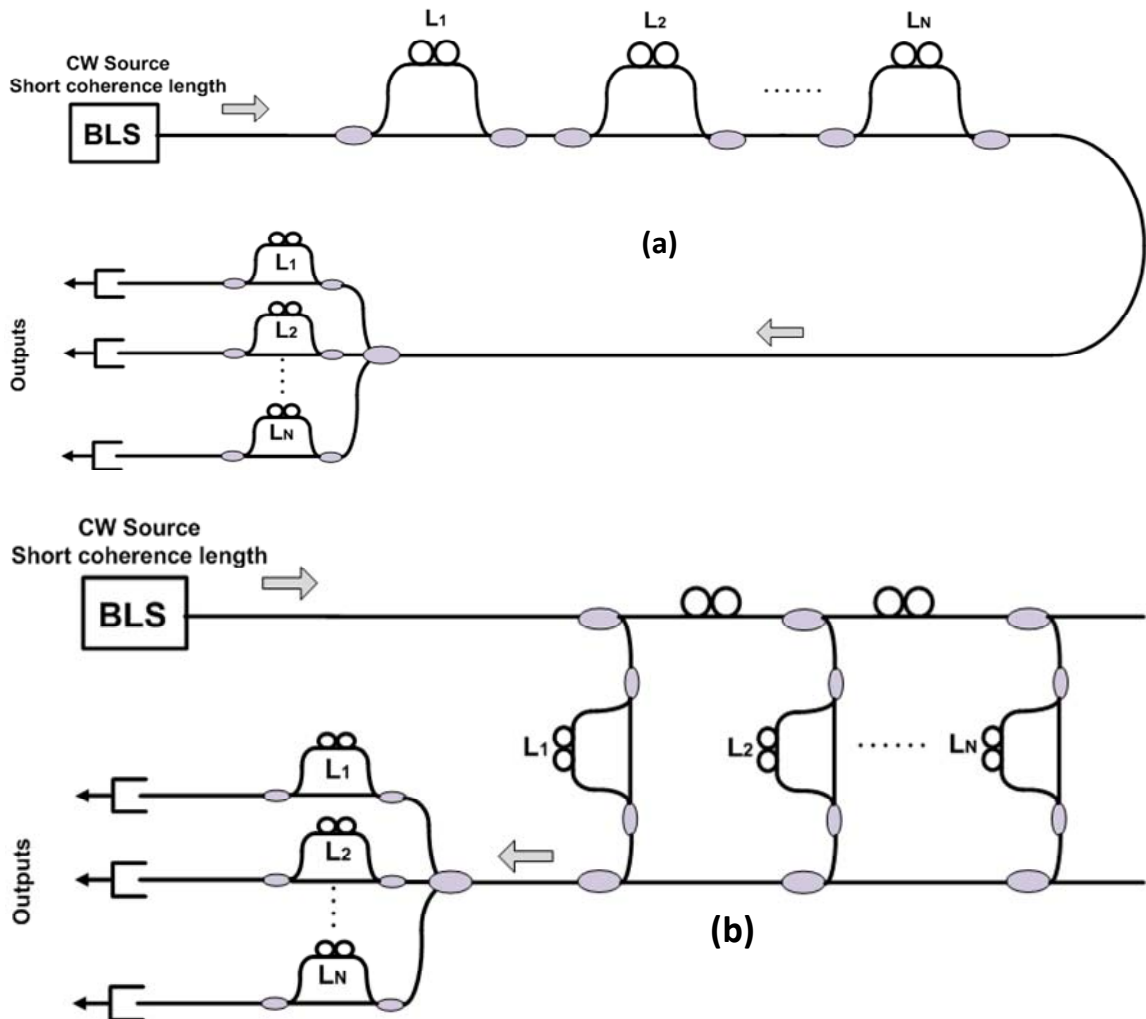 L1
L2
LN
CW Source
Short coherence length
......
BLS
(a)
L1
L2
......
LN
Outputs
CW Source
Short coherence length
BLS
L1
L2
......
LN
L1
L2
......
LN
Outputs
(b)